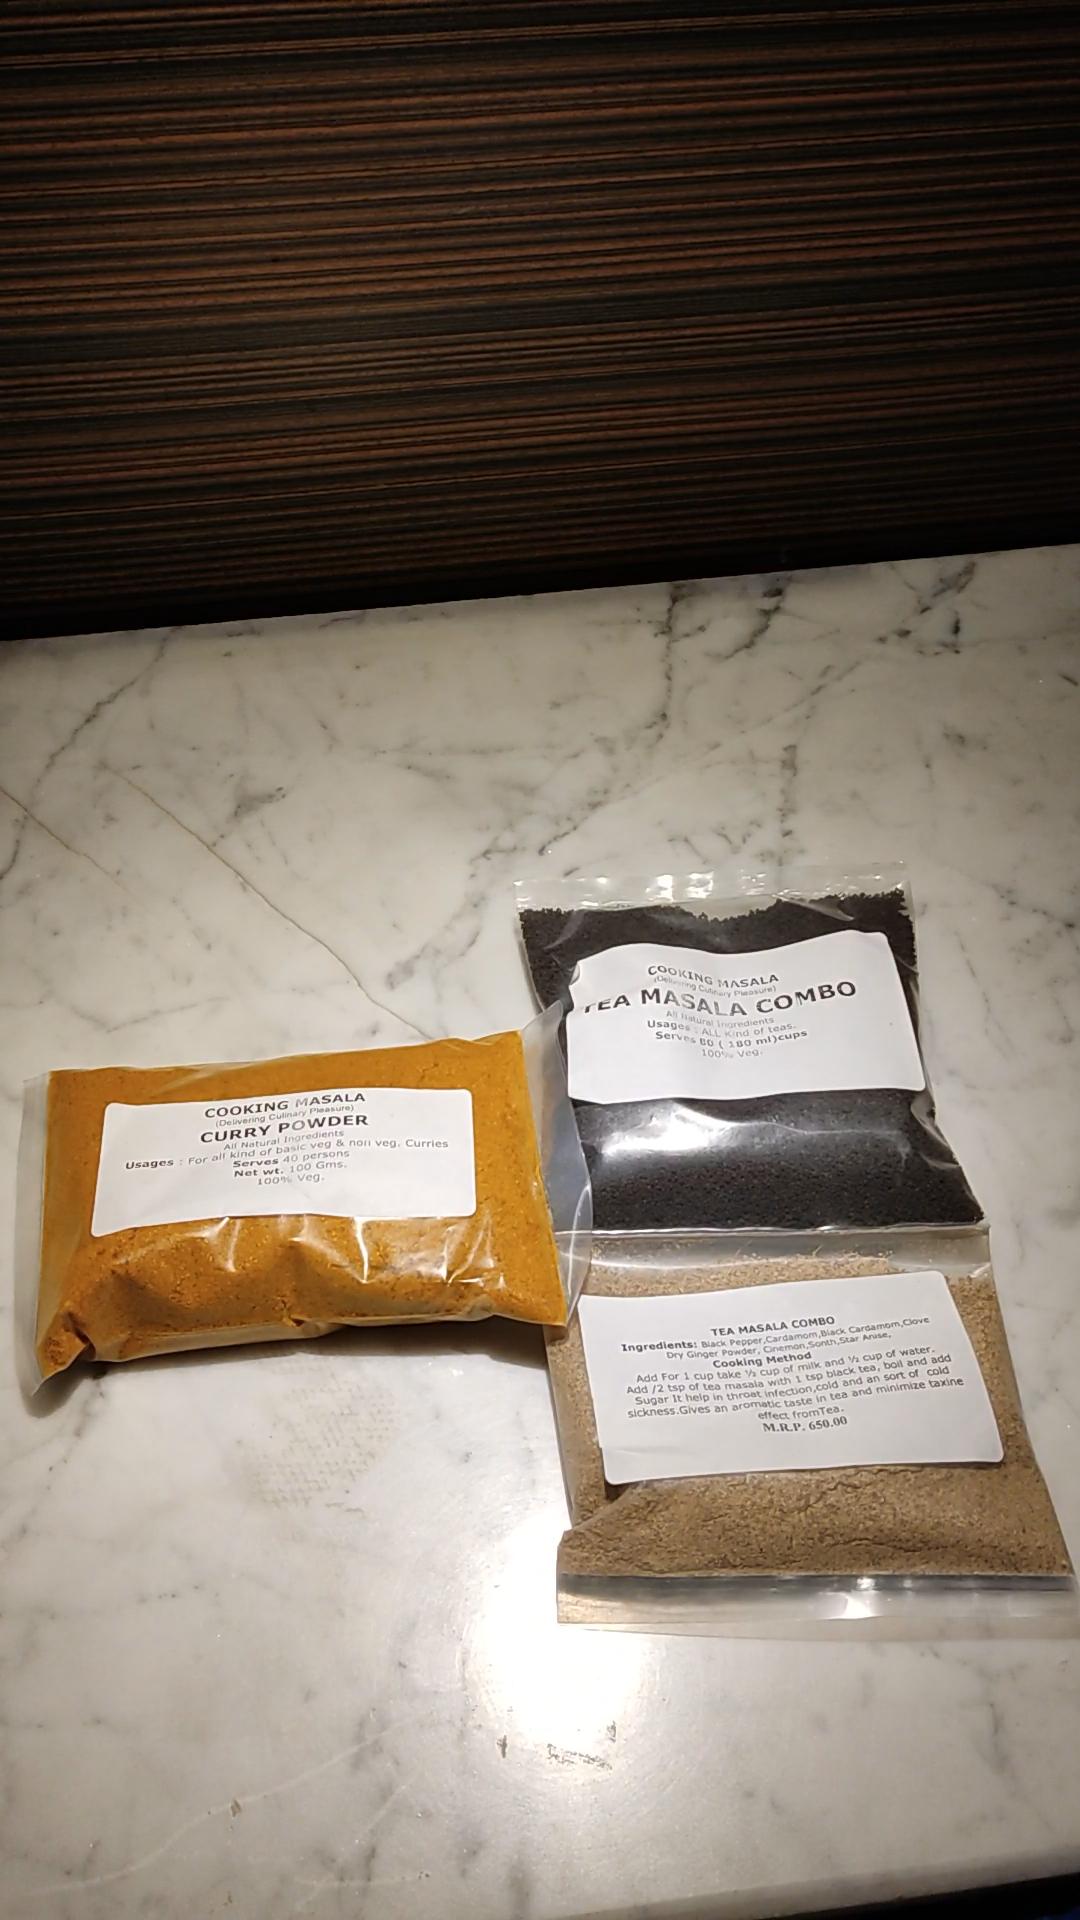 COOKING MASALA
(Delivering Culinary Pleasure)
CURRY POWDER
All Natural Ingredients
Usages : For all kind of basic veg & non veg. Curries
Serves 40 persons
Net wt. 100 Gms.
100% Veg.
COOKING MASALA
(Delivering Culinary Pleasure)
TEA MASALA COMBO
All Natural Ingredients
Usages : ALL Kind of teas.
Serves 80 ( 180 ml)cups
100% Veg.
TEA MASALA COMBO
Ingredients: Black Pepper,Cardamom,Black Cardamom,Clove
Dry Ginger Powder, Cinemon,Sonth,Star Anise,
Cooking Method
Add For 1 cup take ½ cup of milk and ½ cup of water.
Add /2 tsp of tea masala with 1 tsp black tea, boil and add
Sugar It help in throat infection,cold and an sort of cold
sickness.Gives an aromatic taste in tea and minimize taxine
effect fromTea.
M.R.P. 650.00